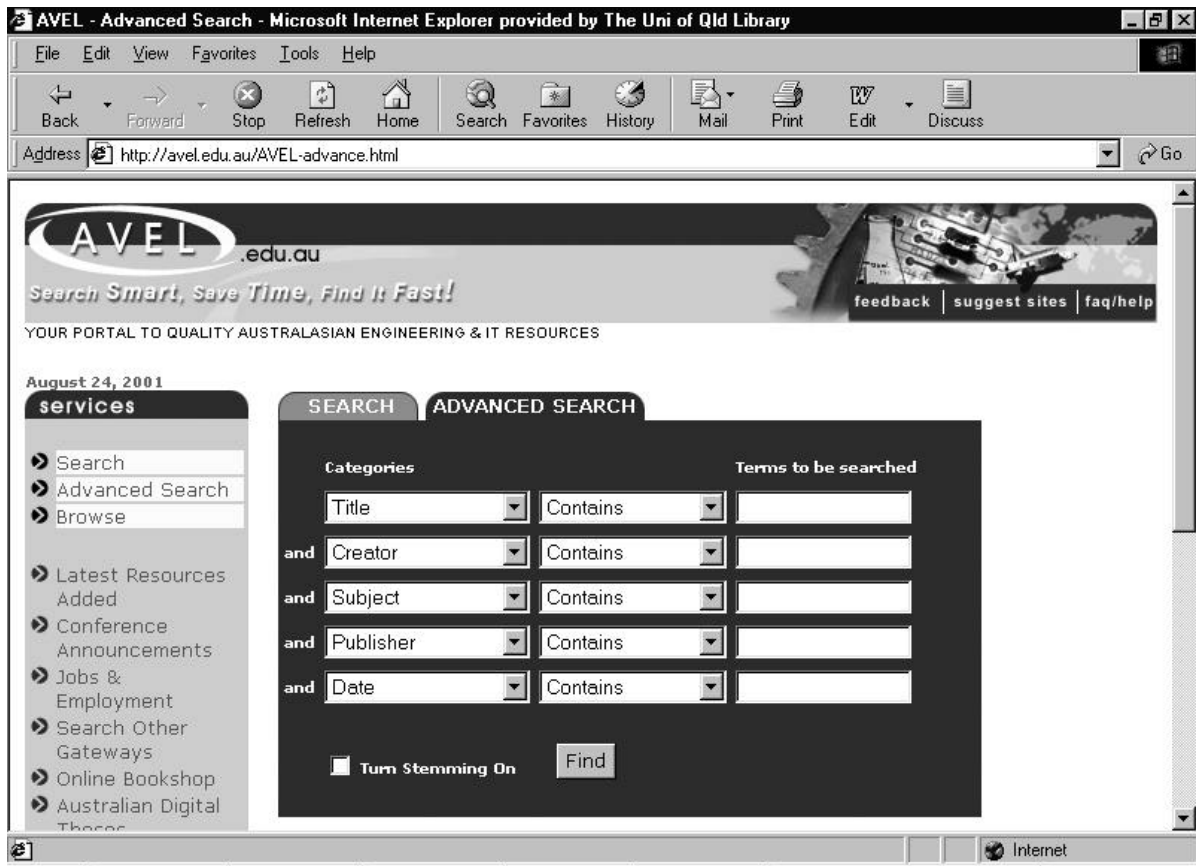 AVEL - Advanced Search - Microsoft Internet Explorer provided by The Uni of Qld Library
File Edit View Favorites Tools Help
Back Forward Stop Refresh Home Search Favorites History Mail Print Edit Discuss
Address http://avel.edu.au/AVEL-advance.html Go
AVEL .edu.au
Search Smart, Save Time, Find It Fast!
feedback suggest sites faq/help
YOUR PORTAL TO QUALITY AUSTRALASIAN ENGINEERING & IT RESOURCES
August 24, 2001
services
Search
Advanced Search
Browse
Latest Resources
Added
Conference
Announcements
Jobs &
Employment
Search Other
Gateways
Online Bookshop
Australian Digital
Theses
SEARCH ADVANCED SEARCH
Categories Terms to be searched
Title Contains
and Creator Contains
and Subject Contains
and Publisher Contains
and Date Contains
Turn Stemming On Find
Internet